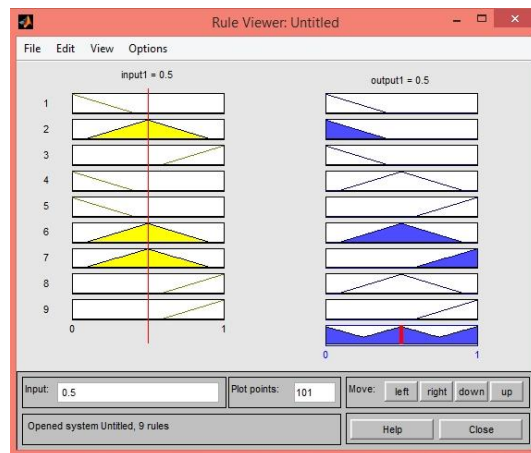 Rule Viewer: Untitled
File Edit View Options
input1 = 0.5
output1 = 0.5
1
2
3
4
5
6
7
8
9
0 1
0 1
Input: 0.5 Plot points: 101 Move: left right down up
Opened system Untitled, 9 rules
Help Close